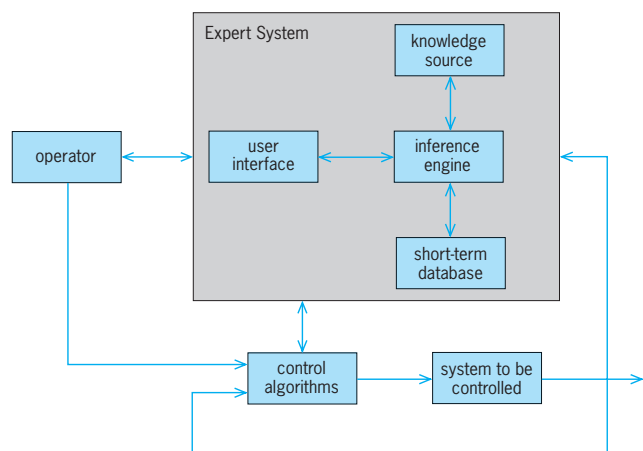 Expert System
knowledge
source
operator
user
interface
inference
engine
short-term
database
control
algorithms
system to be
controlled